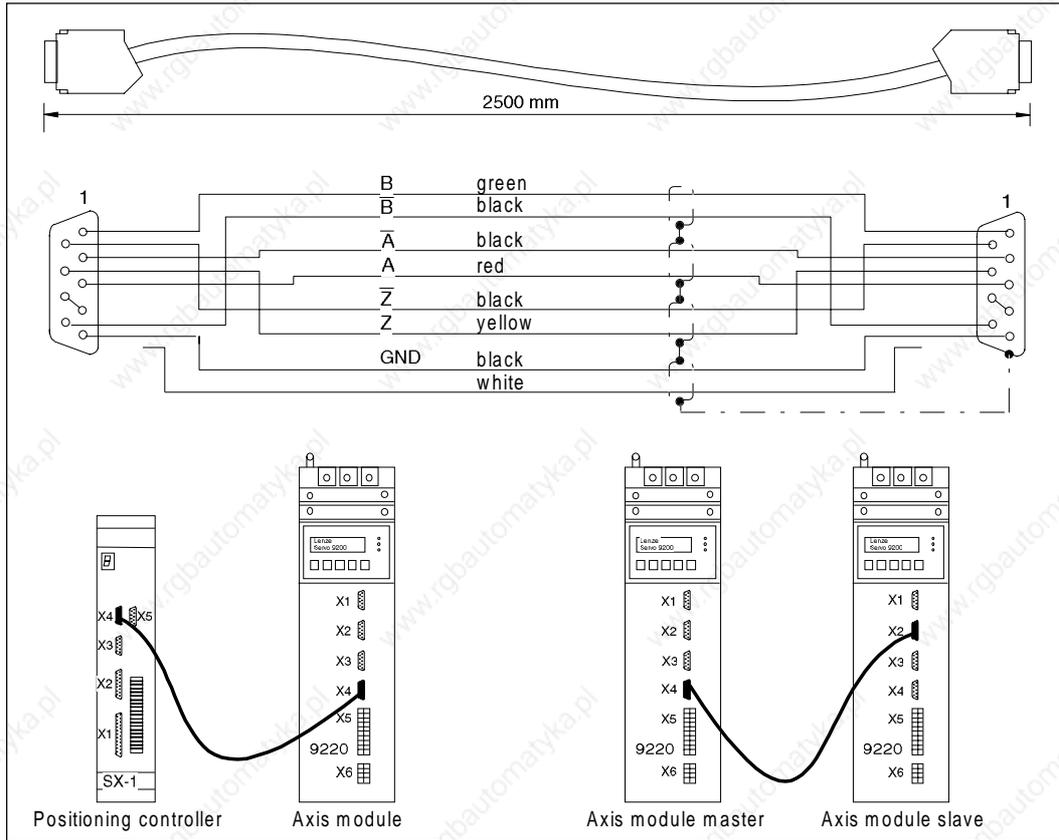 2500 mm
1 1
B green
B̅ black
A̅ black
A red
Z̅ black
Z yellow
GND black
white
Lenze
Servo 9200
X4 X5
X3
X2
X1
SX-1
Positioning controller
X1
X2
X3
X4
X5
9220
X6
Axis module
Lenze
Servo 9200
X1
X2
X3
X4
X5
9220
X6
Axis module master
Lenze
Servo 9200
X1
X2
X3
X4
X5
9220
X6
Axis module slave
www.rgbautomatyka.pl